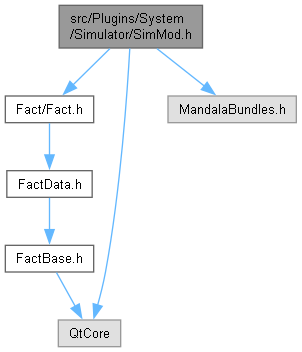 src/Plugins/System
/Simulator/SimMod.h
Fact/Fact.h
MandalaBundles.h
FactData.h
FactBase.h
QtCore